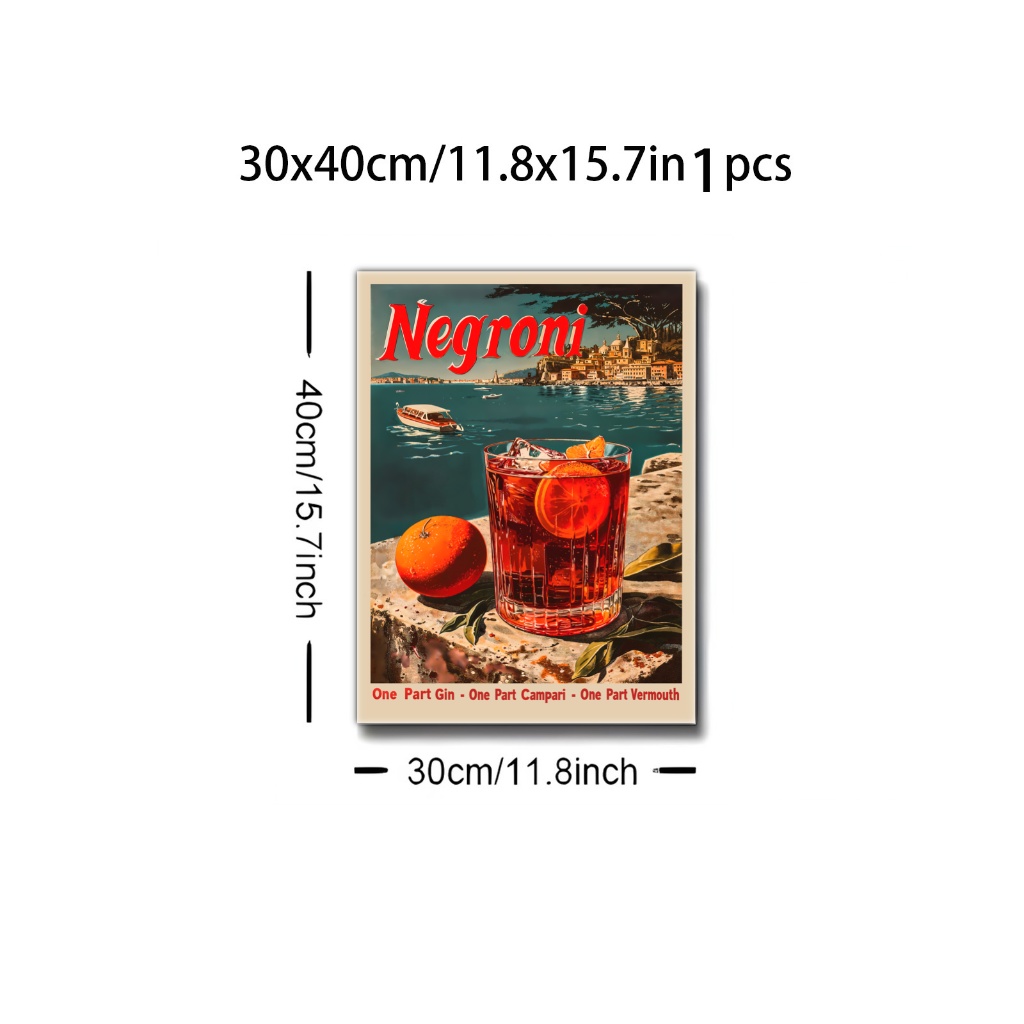 30x40cm/11.8x15.7in 1 pcs
Negroni
40cm/15.7inch
One Part Gin - One Part Campari - One Part Vermouth
30cm/11.8inch